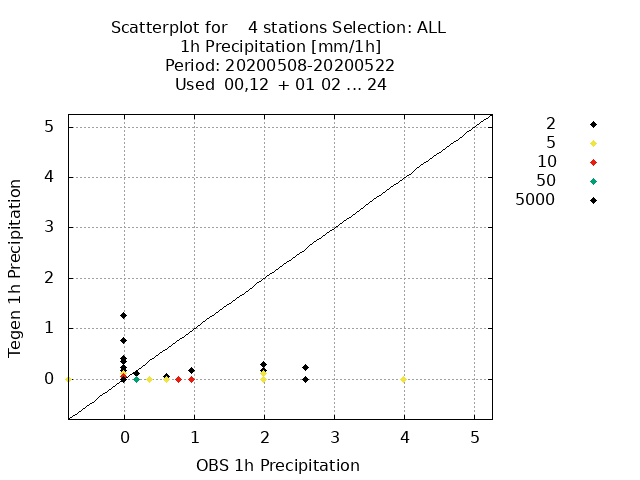 Scatterplot for 4 stations Selection: ALL
1h Precipitation [mm/1h]
Period: 20200508-20200522
Used 00,12 + 01 02 ... 24
2
5
10
50
5000
Tegen 1h Precipitation
5
4
3
2
1
0
0 1 2 3 4 5
OBS 1h Precipitation